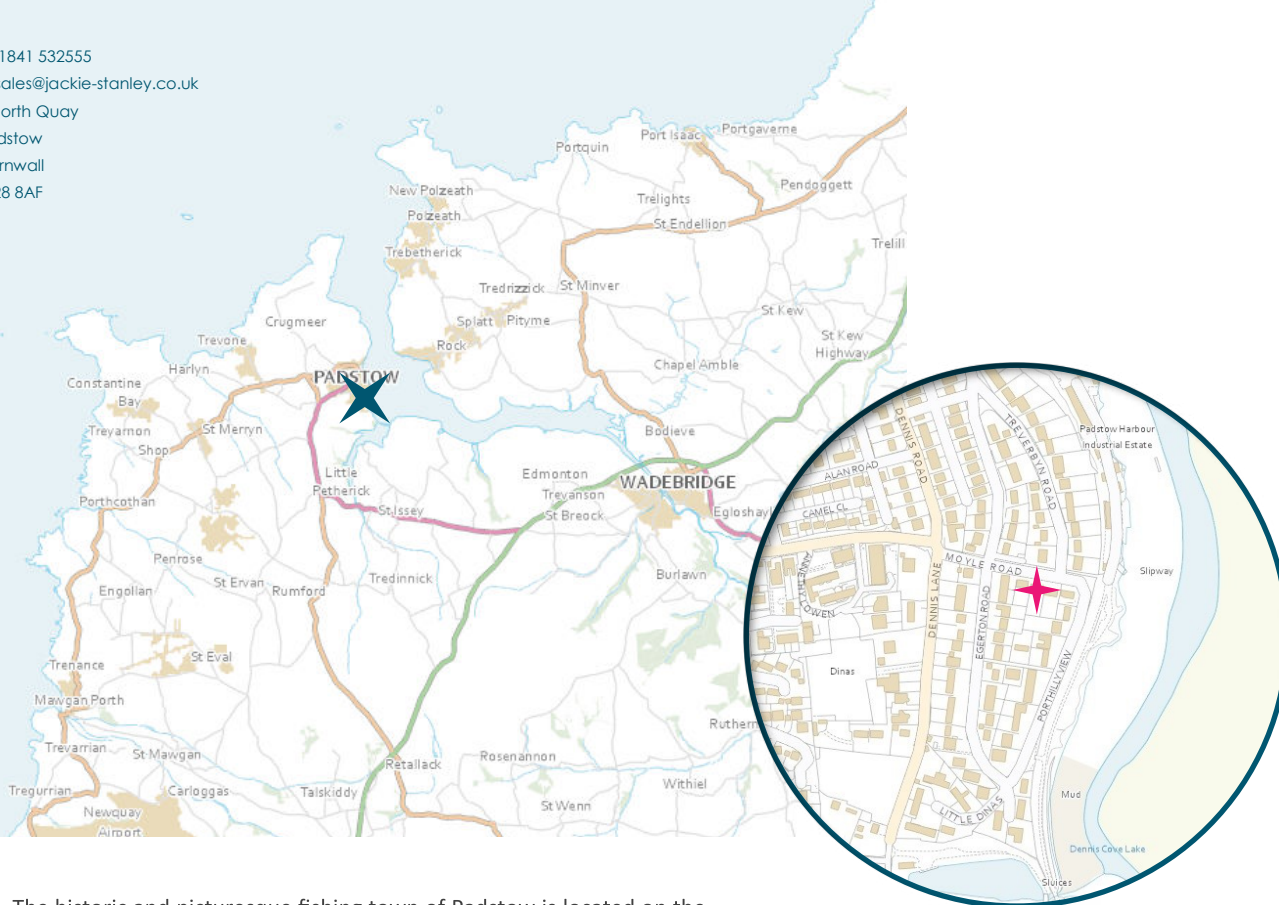 1841 532555
ales@jackie-stanley.co.uk
orth Quay
dstow
rnwall
28 8AF
Port Isaac
Portgaverne
Portquin
New Polzeath
Pendoggett
Trelights
Polzeath
St Endellion
Trebetherick
Trelill
Tredrizzick
St Minver
Crugmeer
Splatt
Pityme
St Kew
Trevone
Rock
St Kew
Highway
Harlyn
PADSTOW
Chapel Amble
Constantine
Bay
Treyarnon
St Merryn
Bodieve
Shop
Little
Petherick
Edmonton
WADEBRIDGE
Trevanson
Porthcothan
St Issey
St Breock
Egloshay
Penrose
St Ervan
Rumford
Tredinnick
Burlawn
Engollan
St Eval
Trenance
Mawgan Porth
Ruthern
Trevarrian
St Mawgan
Retallack
Rosenannon
Tregurrian
Carloggas
Talskiddy
Withiel
Newquay
Airport
St Wenn
DENNIS ROAD
TREVERBYN ROAD
Padstow Harbour
Industrial Estate
ALAN ROAD
CAMEL CL
MOYLE ROAD
Slipway
OWEN
DENNIS LANE
EGERTON ROAD
Dinas
PORTHILLY VIEW
Mud
LITTLE DINAS
Dennis Cove Lake
Sluices
The historic and picturesque fishing town of Padstow is located on the